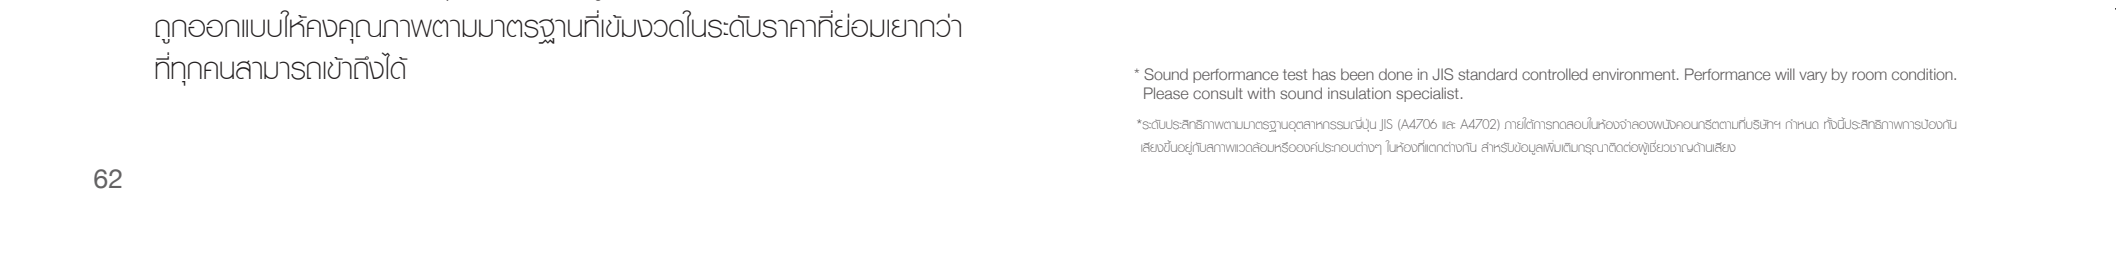 ถูกออกแบบให้คงคุณภาพตามมาตรฐานที่เข้มงวดในระดับราคาที่ย่อมเยากว่า
ที่ทุกคนสามารถเข้าถึงได้
* Sound performance test has been done in JIS standard controlled environment. Performance will vary by room condition.
Please consult with sound insulation specialist.
*ระดับประสิทธิภาพตามมาตรฐานอุตสาหกรรมญี่ปุ่น JIS (A4706 และ A4702) ภายใต้การทดสอบในห้องจำลองผนังคอนกรีตตามที่บริษัทฯ กำหนด ทั้งนี้ประสิทธิภาพการป้องกัน
เสียงขึ้นอยู่กับสภาพแวดล้อมหรือองค์ประกอบต่างๆ ในห้องที่แตกต่างกัน สำหรับข้อมูลเพิ่มเติมกรุณาติดต่อผู้เชี่ยวชาญด้านเสียง
62